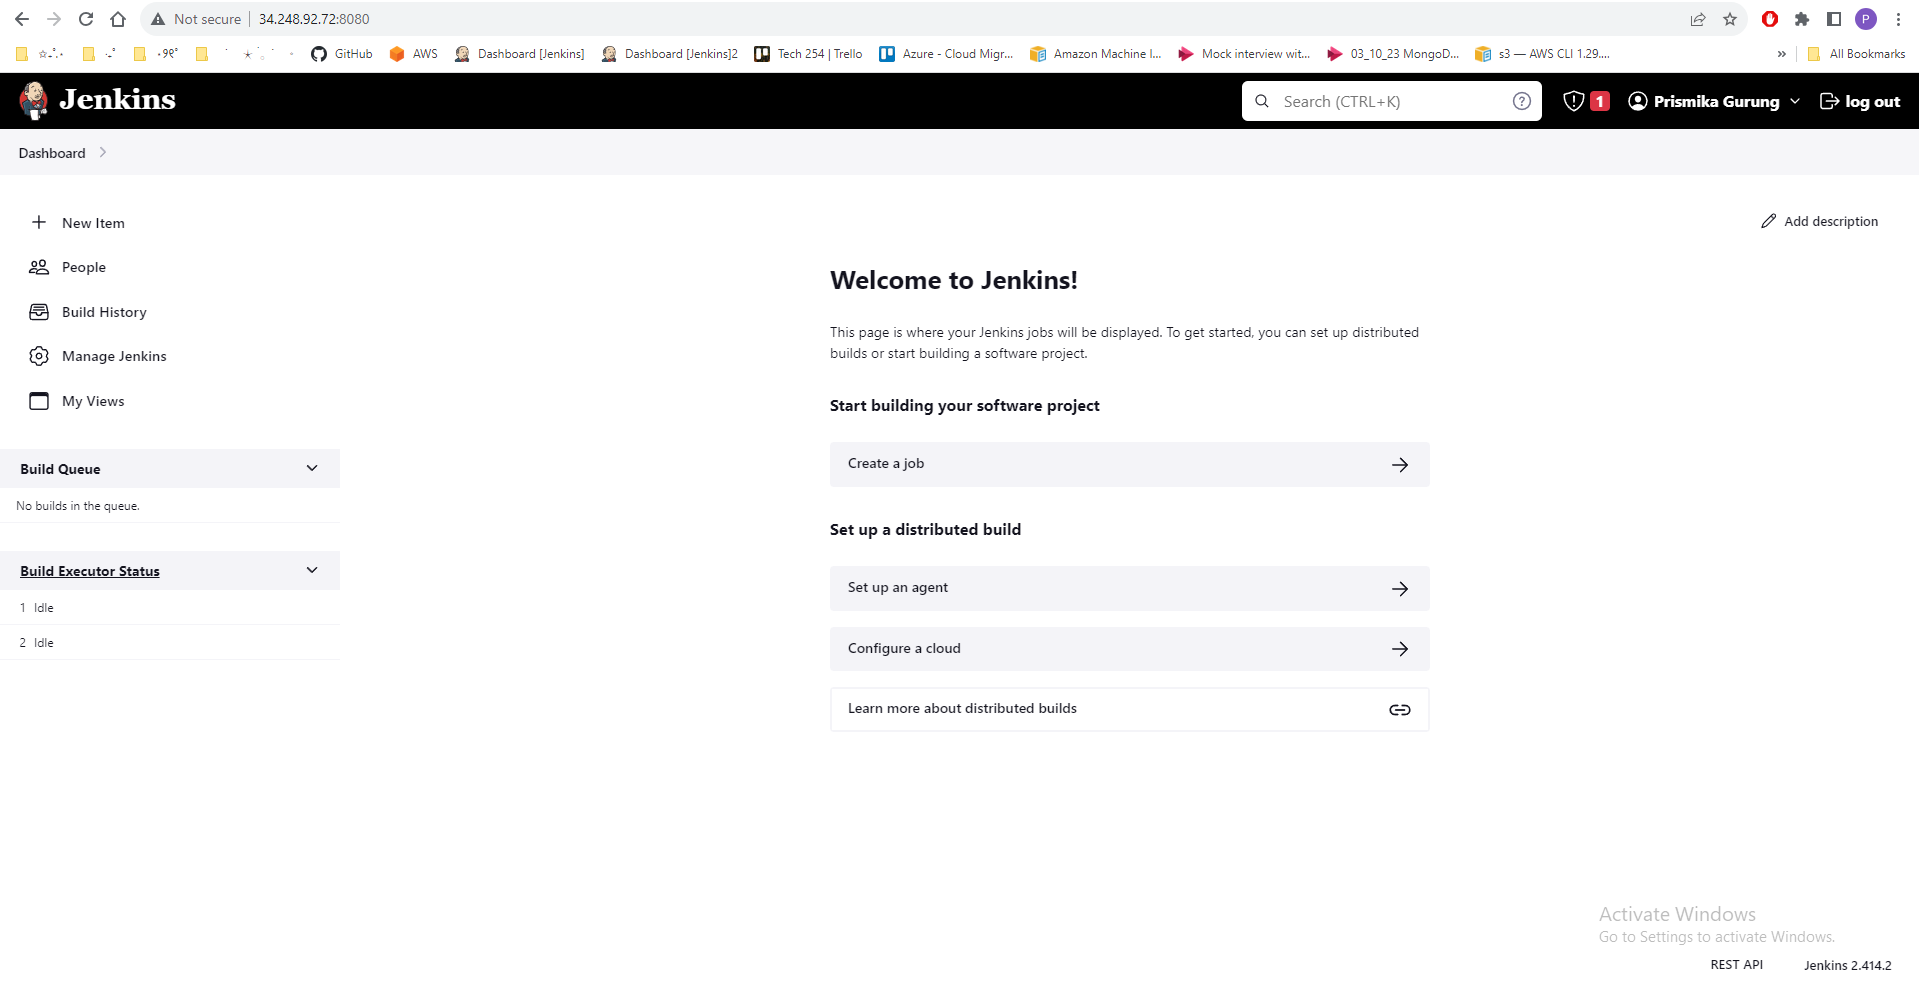 Not secure 34.248.92.72:8080
P
GitHub AWS Dashboard [Jenkins] Dashboard [Jenkins]2 Tech 254 | Trello Azure - Cloud Migr... Amazon Machine I... Mock interview wit... 03_10_23 MongoD... s3 — AWS CLI 1.29.... » All Bookmarks
Jenkins Search (CTRL+K) ? 1 Prismika Gurung log out
Dashboard
New Item
Add description
People
Build History
Manage Jenkins
My Views
Build Queue
No builds in the queue.
Build Executor Status
1 Idle
2 Idle
Welcome to Jenkins!
This page is where your Jenkins jobs will be displayed. To get started, you can set up distributed
builds or start building a software project.
Start building your software project
Create a job
Set up a distributed build
Set up an agent
Configure a cloud
Learn more about distributed builds
Activate Windows
Go to Settings to activate Windows.
REST API Jenkins 2.414.2